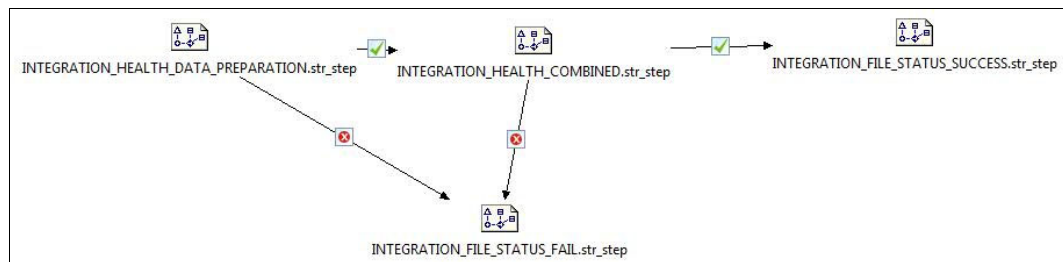 INTEGRATION_HEALTH_DATA_PREPARATION.str_step
INTEGRATION_HEALTH_COMBINED.str_step
INTEGRATION_FILE_STATUS_SUCCESS.str_step
INTEGRATION_FILE_STATUS_FAIL.str_step